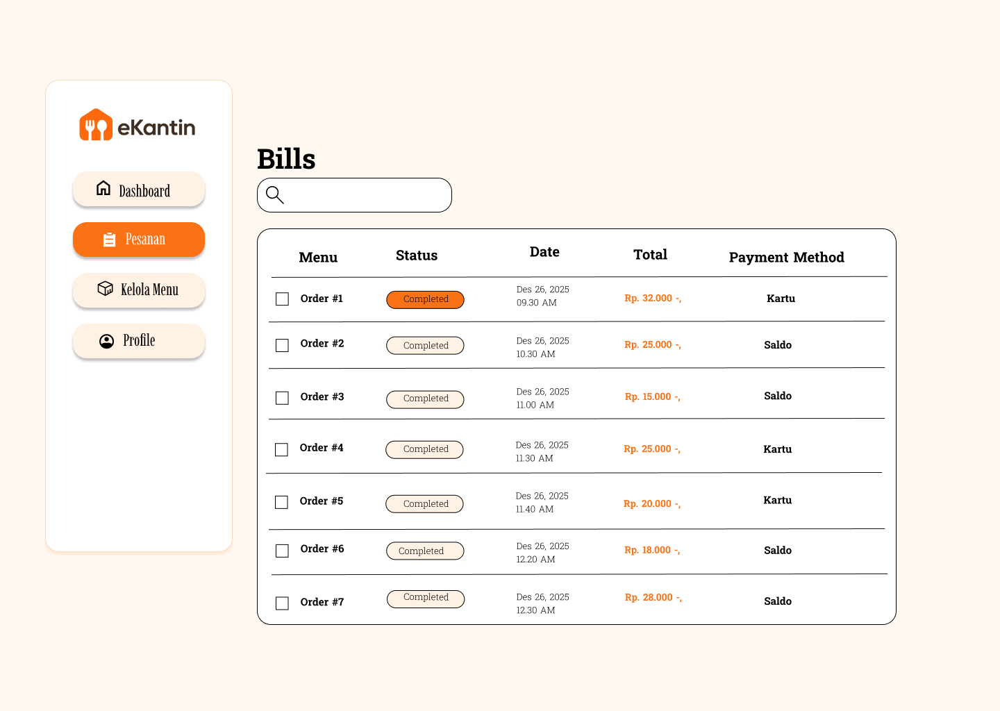 eKantin
Dashboard
Pesanan
Kelola Menu
Profile
Bills
Menu Status Date Total Payment Method
Order #1 Completed Des 26, 2025 09.30 AM Rp. 32.000 -, Kartu
Order #2 Completed Des 26, 2025 10.30 AM Rp. 25.000 -, Saldo
Order #3 Completed Des 26, 2025 11.00 AM Rp. 15.000 -, Saldo
Order #4 Completed Des 26, 2025 11.30 AM Rp. 25.000 -, Kartu
Order #5 Completed Des 26, 2025 11.40 AM Rp. 20.000 -, Kartu
Order #6 Completed Des 26, 2025 12.20 AM Rp. 18.000 -, Saldo
Order #7 Completed Des 26, 2025 12.30 AM Rp. 28.000 -, Saldo